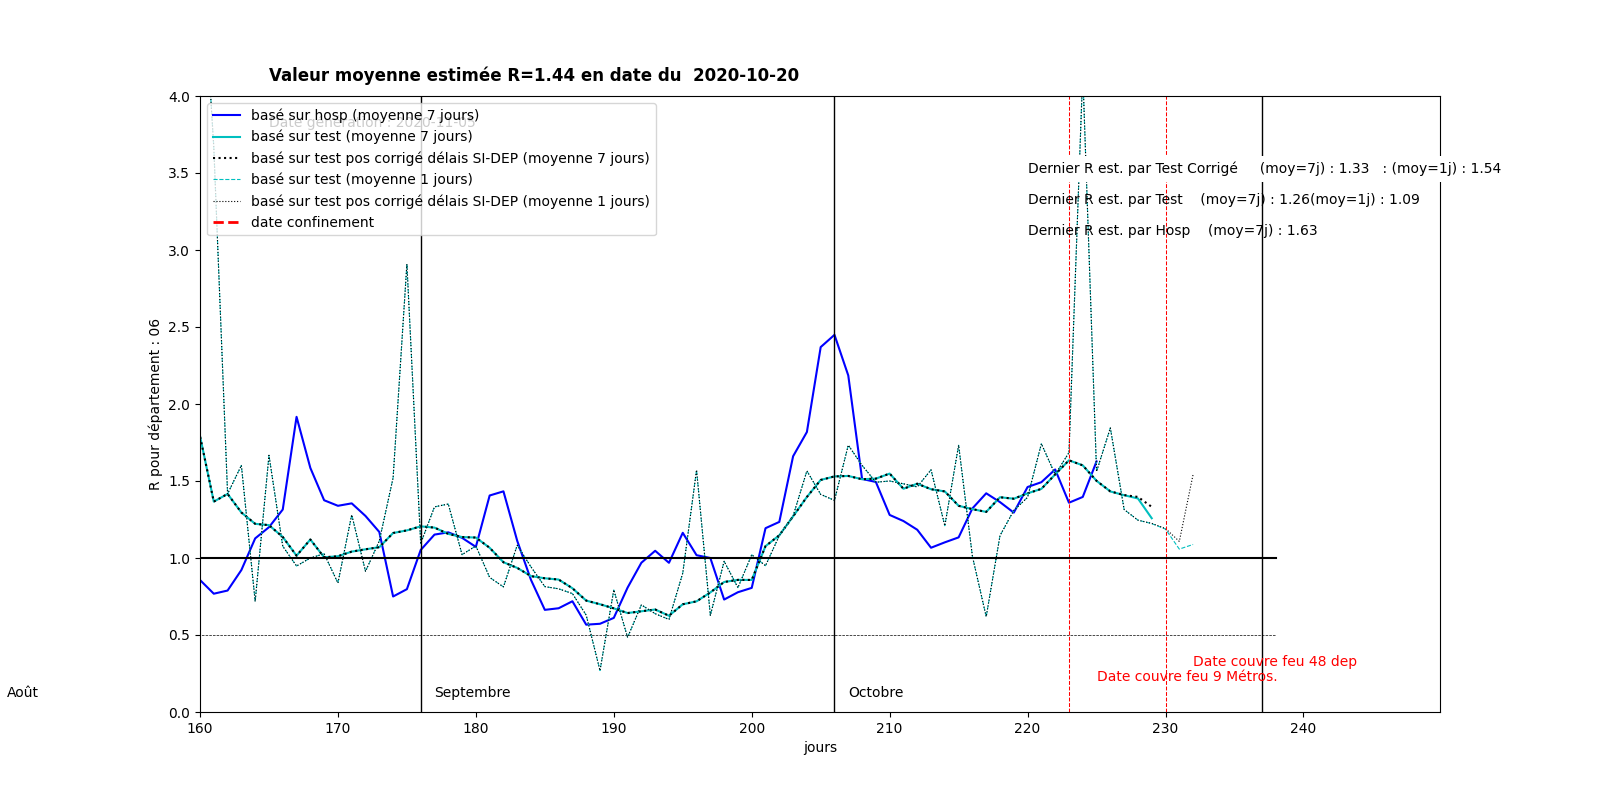 Valeur moyenne estimée R=1.44 en date du  2020-10-20
Date génération : 2020-11-05
basé sur hosp (moyenne 7 jours)
basé sur test (moyenne 7 jours)
basé sur test pos corrigé délais SI-DEP (moyenne 7 jours)
basé sur test (moyenne 1 jours)
basé sur test pos corrigé délais SI-DEP (moyenne 1 jours)
date confinement
Dernier R est. par Test Corrigé     (moy=7j) : 1.33   : (moy=1j) : 1.54
Dernier R est. par Test    (moy=7j) : 1.26(moy=1j) : 1.09
Dernier R est. par Hosp    (moy=7j) : 1.63
R pour département : 06
4.0
3.5
3.0
2.5
2.0
1.5
1.0
0.5
0.0
Date couvre feu 48 dep
Date couvre feu 9 Métros.
Août
Septembre
Octobre
160 170 180 190 200 210 220 230 240
jours